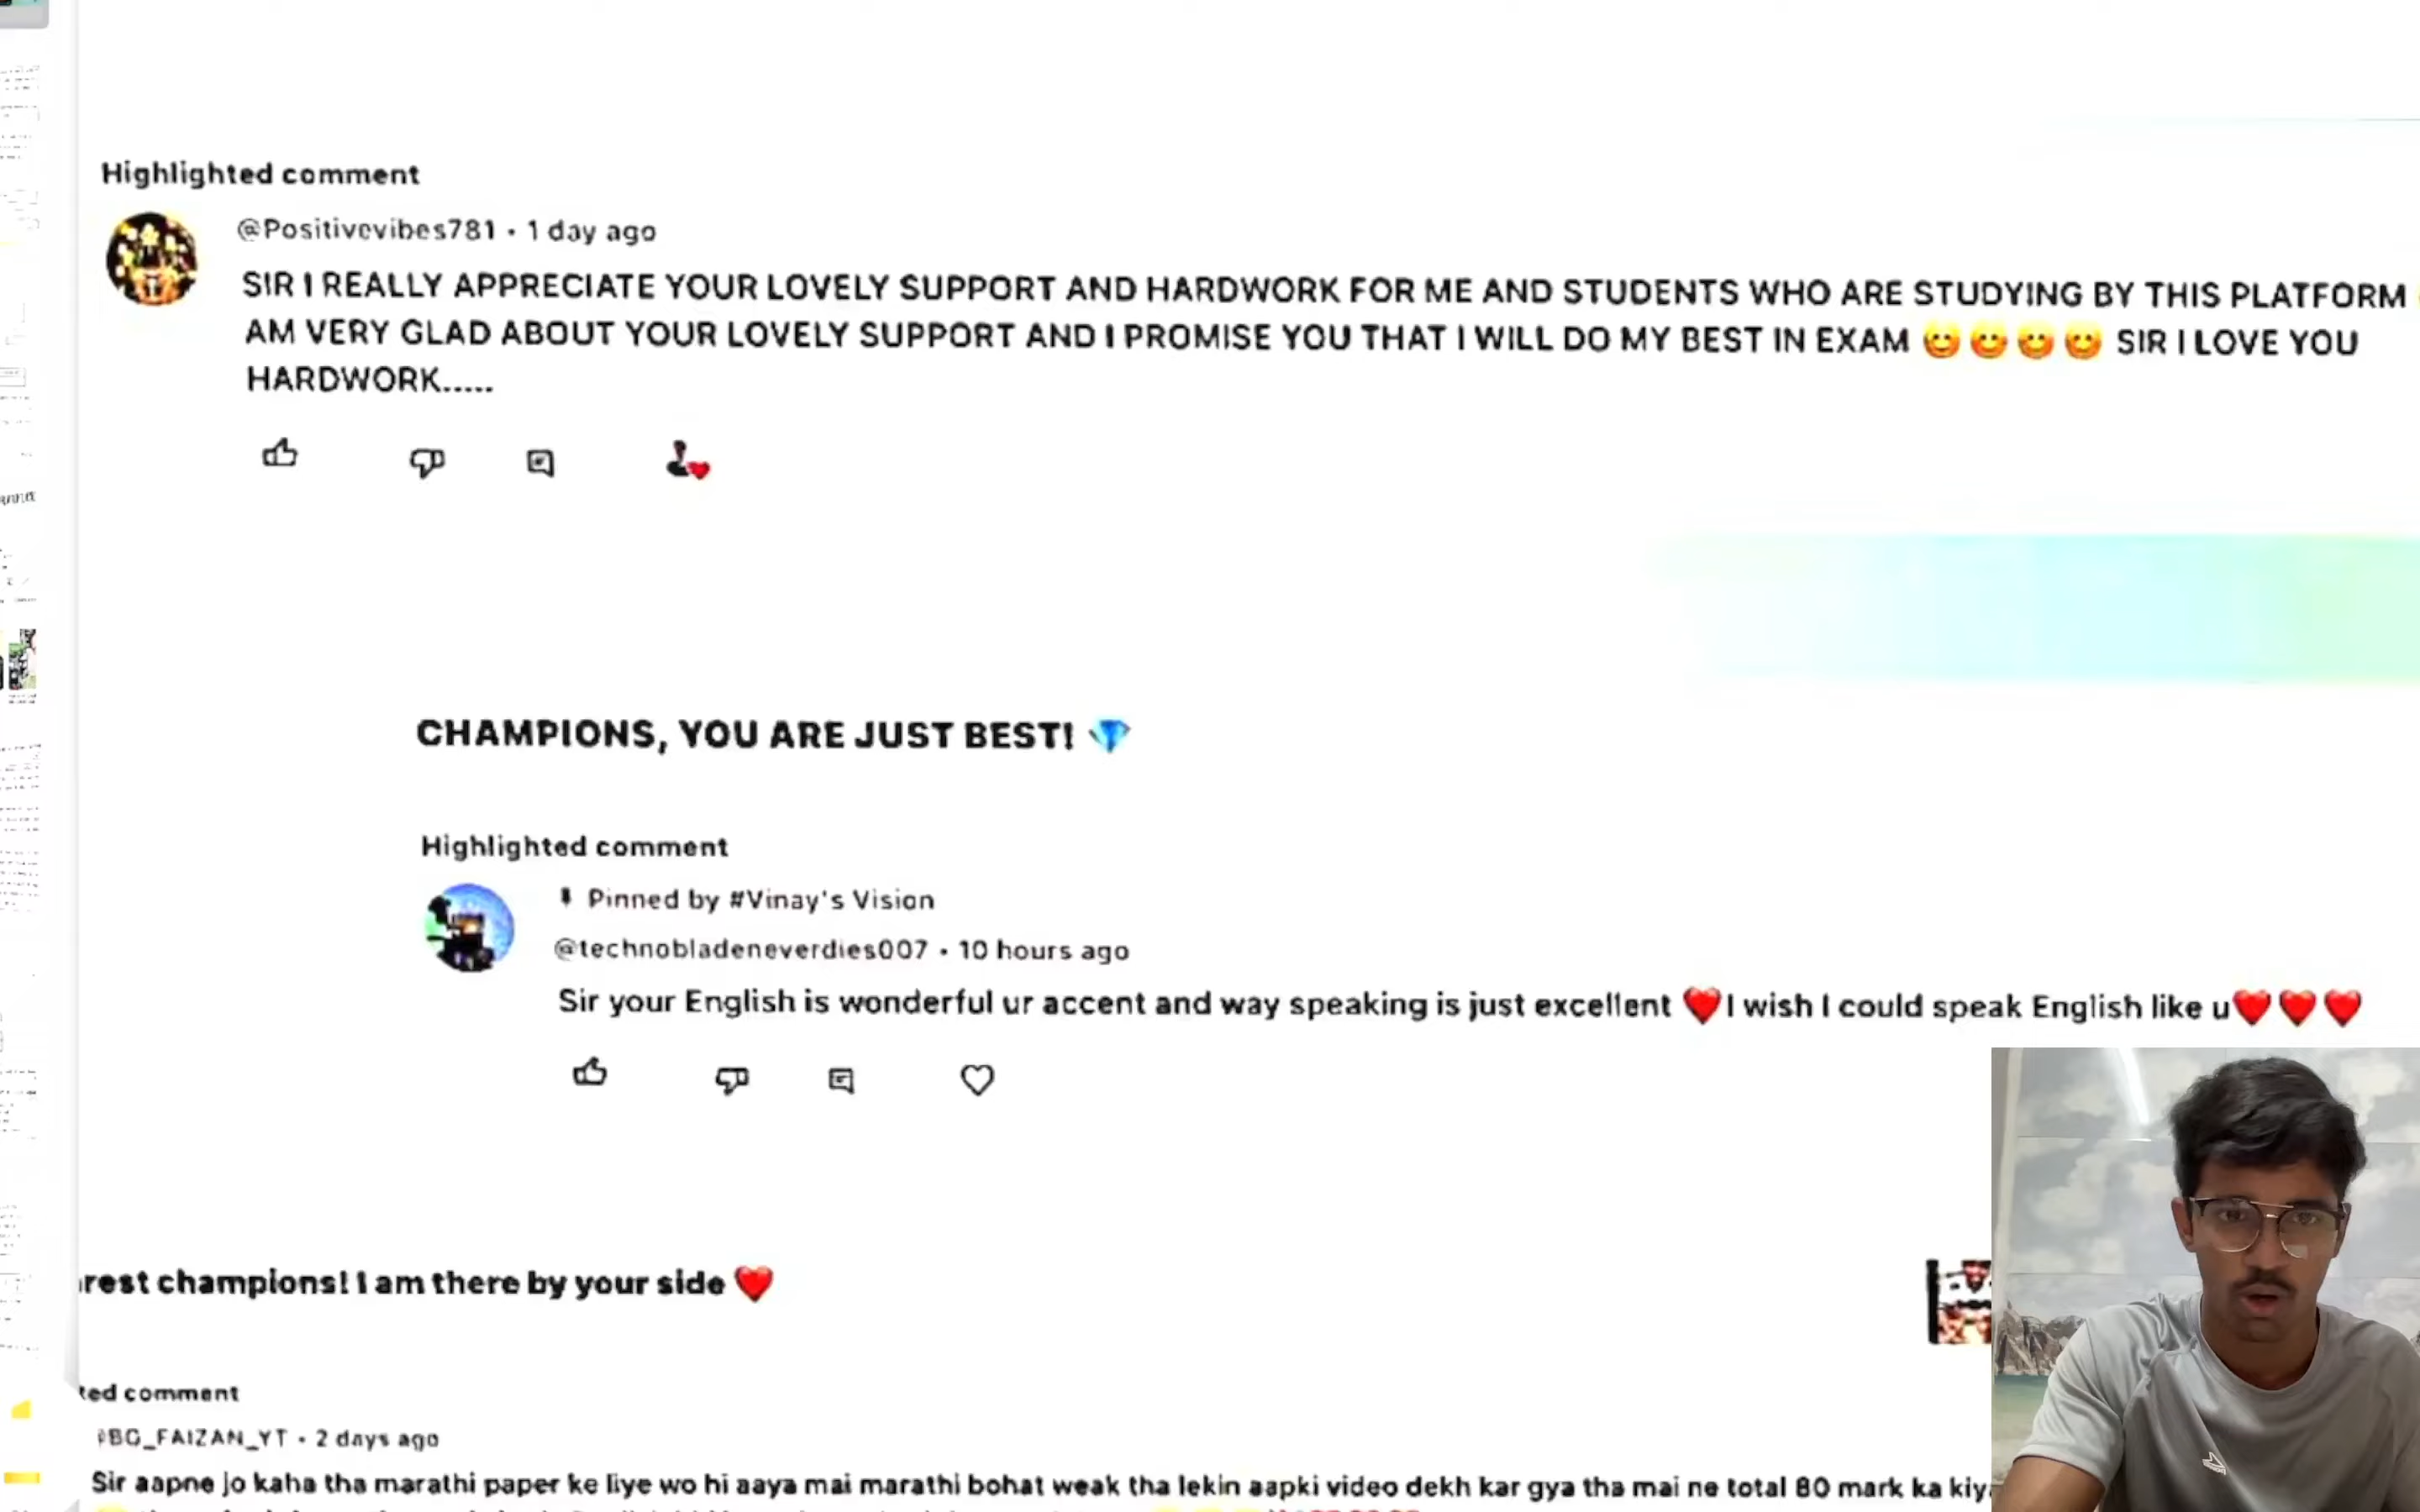 Highlighted comment
@Positivevibes781 • 1 day ago
SIR I REALLY APPRECIATE YOUR LOVELY SUPPORT AND HARDWORK FOR ME AND STUDENTS WHO ARE STUDYING BY THIS PLATFORM
AM VERY GLAD ABOUT YOUR LOVELY SUPPORT AND I PROMISE YOU THAT I WILL DO MY BEST IN EXAM 😊😊😊😊 SIR I LOVE YOU
HARDWORK.....
CHAMPIONS, YOU ARE JUST BEST! 💎
Highlighted comment
Pinned by #Vinay's Vision
@technobladeneverdies007 • 10 hours ago
Sir your English is wonderful ur accent and way speaking is just excellent ❤️I wish I could speak English like u❤️❤️❤️
rest champions! I am there by your side ❤️
ted comment
BG_FAIZAN_YT • 2 days ago
Sir aapne jo kaha tha marathi paper ke liye wo hi aaya mai marathi bohat weak tha lekin aapki video dekh kar gya tha mai ne total 80 mark ka kiy